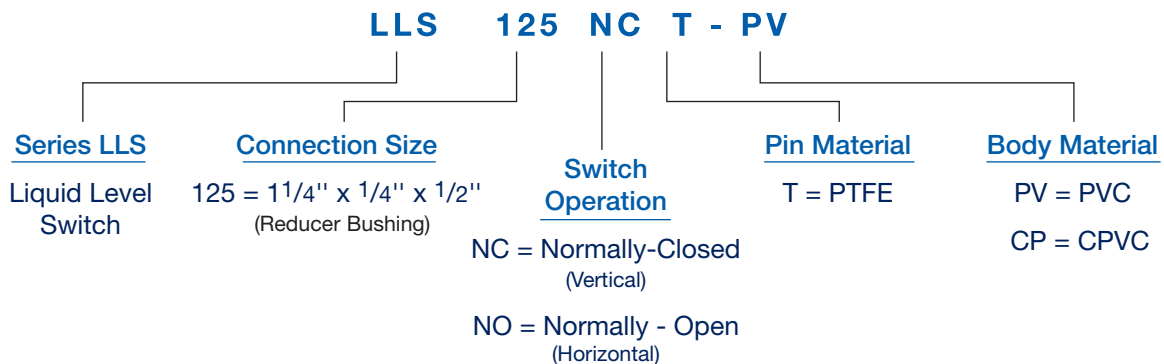 LLS 125 NC T - PV
Series LLS
Liquid Level
Switch
Connection Size
125 = 1 1/4" x 1/4" x 1/2"
(Reducer Bushing)
Switch
Operation
NC = Normally-Closed
(Vertical)
NO = Normally - Open
(Horizontal)
Pin Material
T = PTFE
Body Material
PV = PVC
CP = CPVC